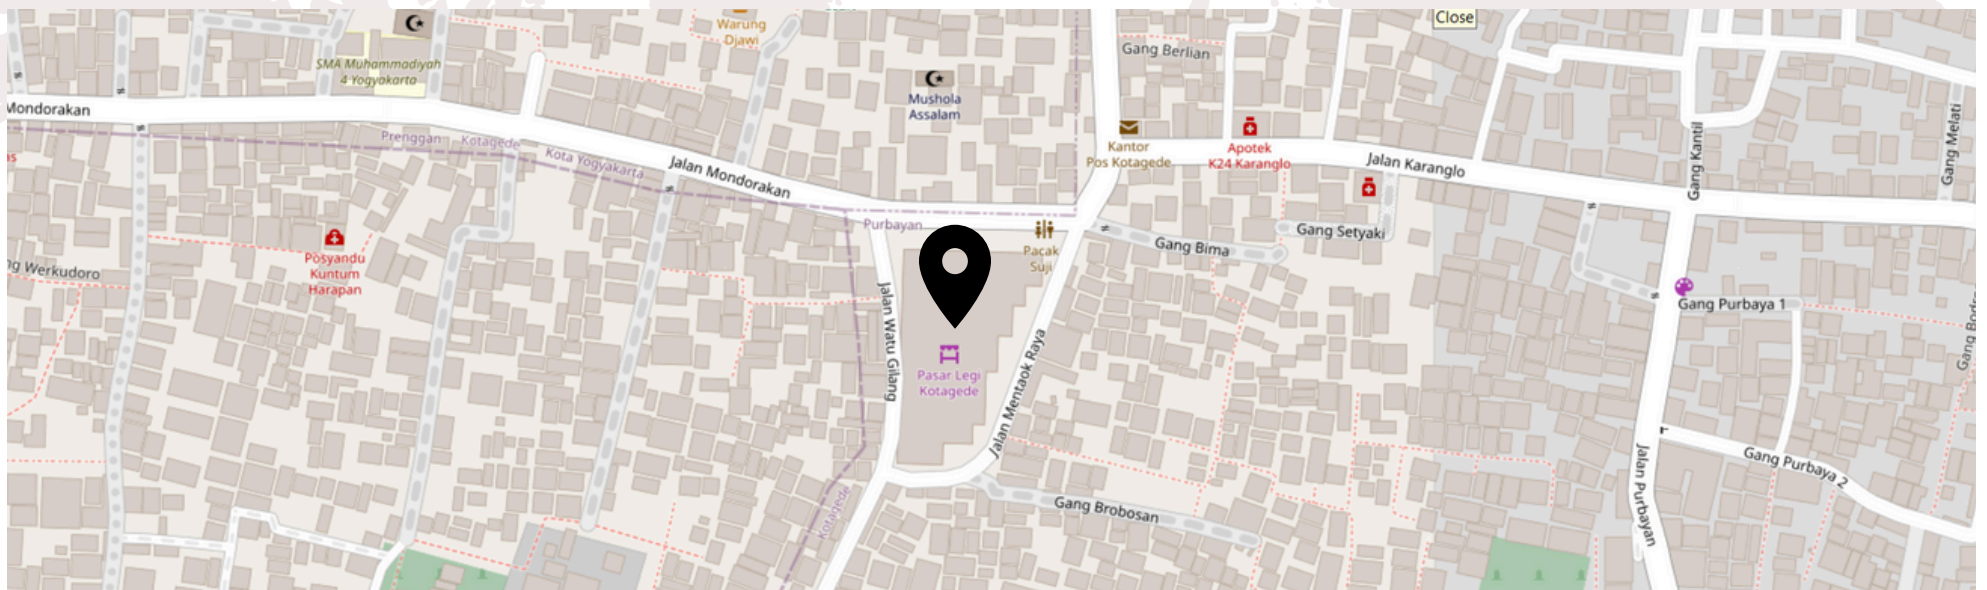 Close
Warung
Djawi
Gang Berlian
SMA Muhammadiyah
4 Yogyakarta
Mushola
Assalam
Mondorakan
Prenggan
Kotagede
Kota Yogyakarta
Jalan Mondorakan
Kantor
Pos Kotagede
Apotek
K24 Karanglo
Jalan Karanglo
Gang Kantil
Gang Melati
Purbayan
Pacak
Suji
Gang Bima
Gang Setyaki
Posyandu
Kuntum
Harapan
ng Werkudoro
as
Jalan Watu Gilang
Pasar Legi
Kotagede
Jalan Mentaok Raya
Gang Purbaya 1
Gang Purbaya 2
Jalan Purbayan
Gang Brobosan
Kotagede